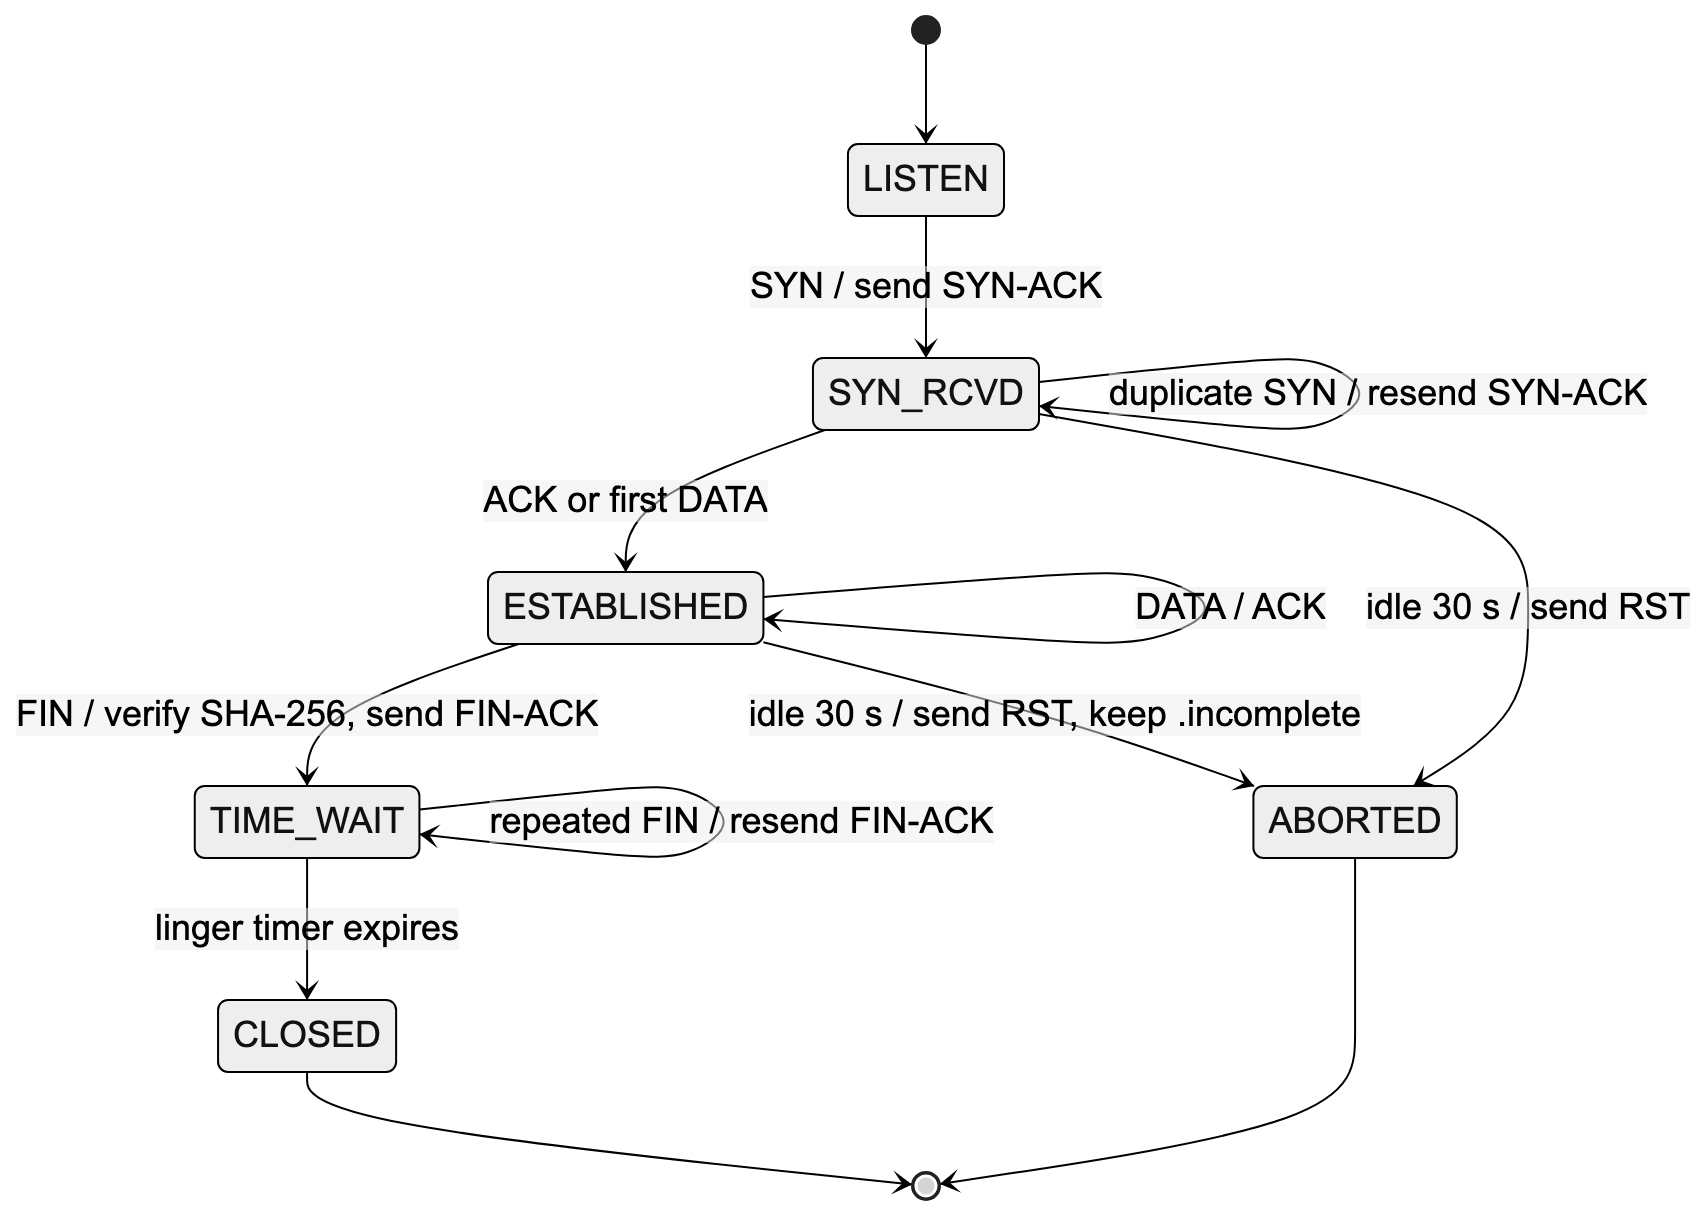 LISTEN
SYN / send SYN-ACK
SYN_RCVD
duplicate SYN / resend SYN-ACK
ACK or first DATA
ESTABLISHED
DATA / ACK
idle 30 s / send RST
FIN / verify SHA-256, send FIN-ACK
idle 30 s / send RST, keep .incomplete
TIME_WAIT
repeated FIN / resend FIN-ACK
ABORTED
linger timer expires
CLOSED